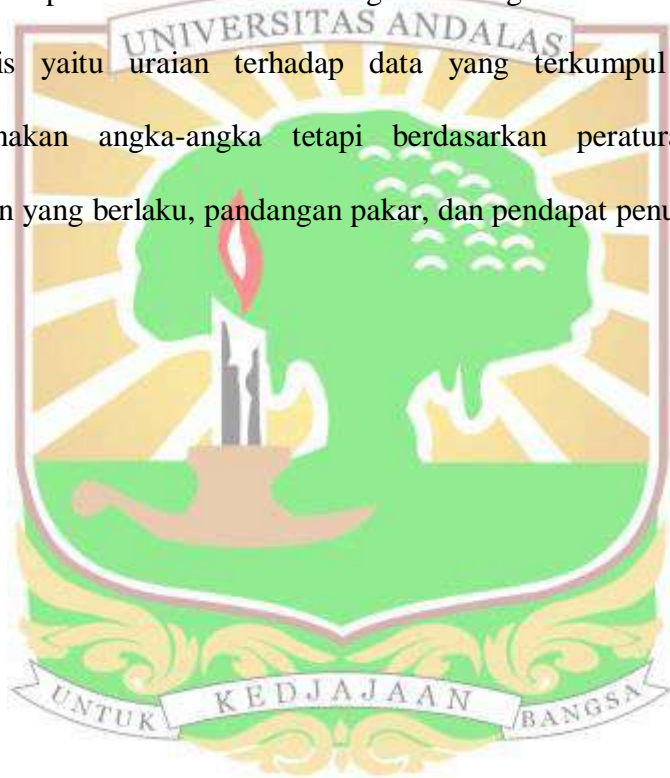 UNIVERSITAS ANDALAS
is yaitu uraian terhadap data yang terkumpul
nakan angka-angka tetapi berdasarkan peratura
n yang berlaku, pandangan pakar, dan pendapat penu
UNTUK KEDJAJAAN BANGSA